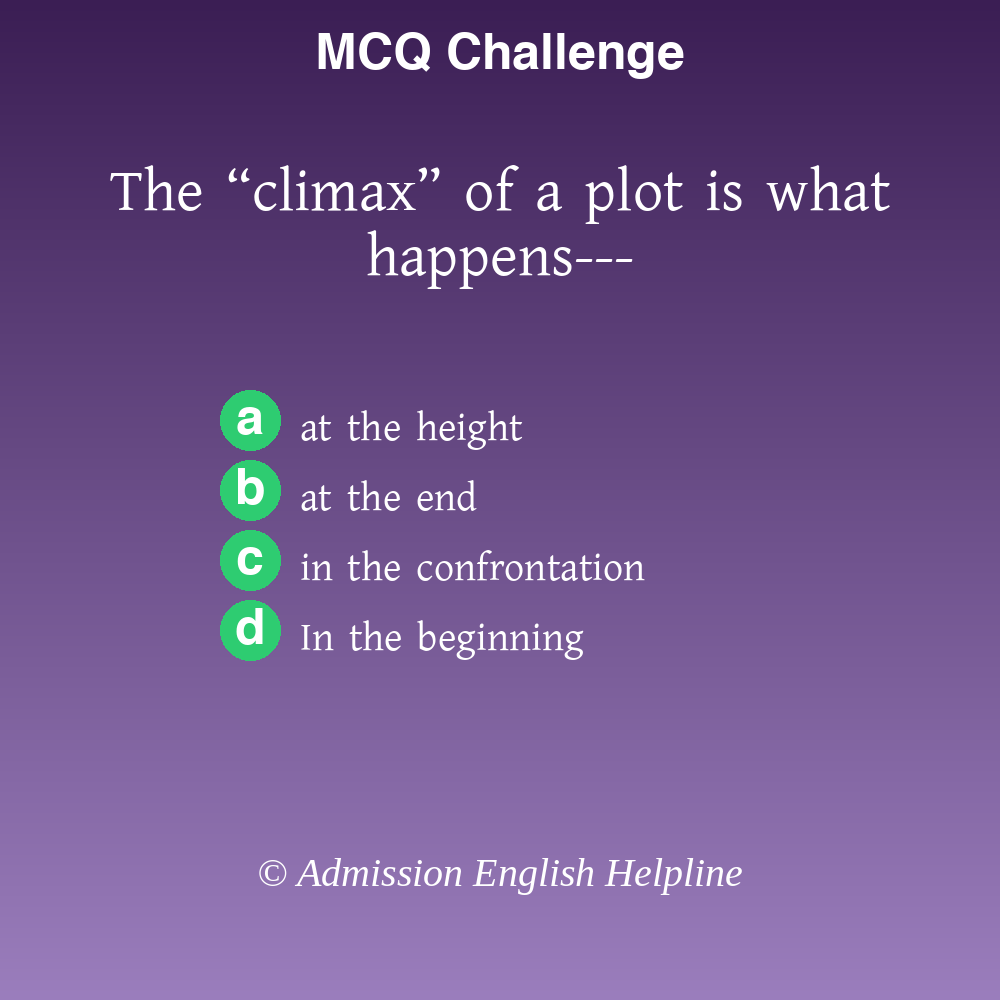 MCQ Challenge
The “climax” of a plot is what
happens---
a at the height
b at the end
c in the confrontation
d In the beginning
© Admission English Helpline